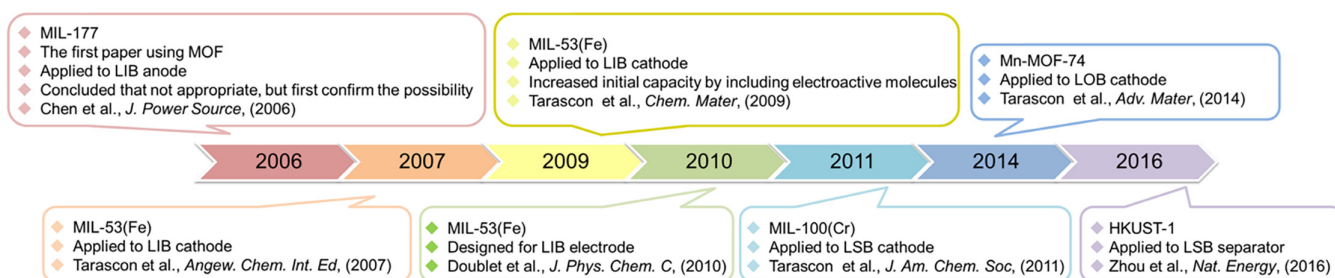 MIL-177
The first paper using MOF
Applied to LIB anode
Concluded that not appropriate, but first confirm the possibility
Chen et al., J. Power Source, (2006)
MIL-53(Fe)
Applied to LIB cathode
Increased initial capacity by including electroactive molecules
Tarascon et al., Chem. Mater, (2009)
Mn-MOF-74
Applied to LOB cathode
Tarascon et al., Adv. Mater, (2014)
2006 2007 2009 2010 2011 2014 2016
MIL-53(Fe)
Applied to LIB cathode
Tarascon et al., Angew. Chem. Int. Ed, (2007)
MIL-53(Fe)
Designed for LIB electrode
Doublet et al., J. Phys. Chem. C, (2010)
MIL-100(Cr)
Applied to LSB cathode
Tarascon et al., J. Am. Chem. Soc, (2011)
HKUST-1
Applied to LSB separator
Zhou et al., Nat. Energy, (2016)